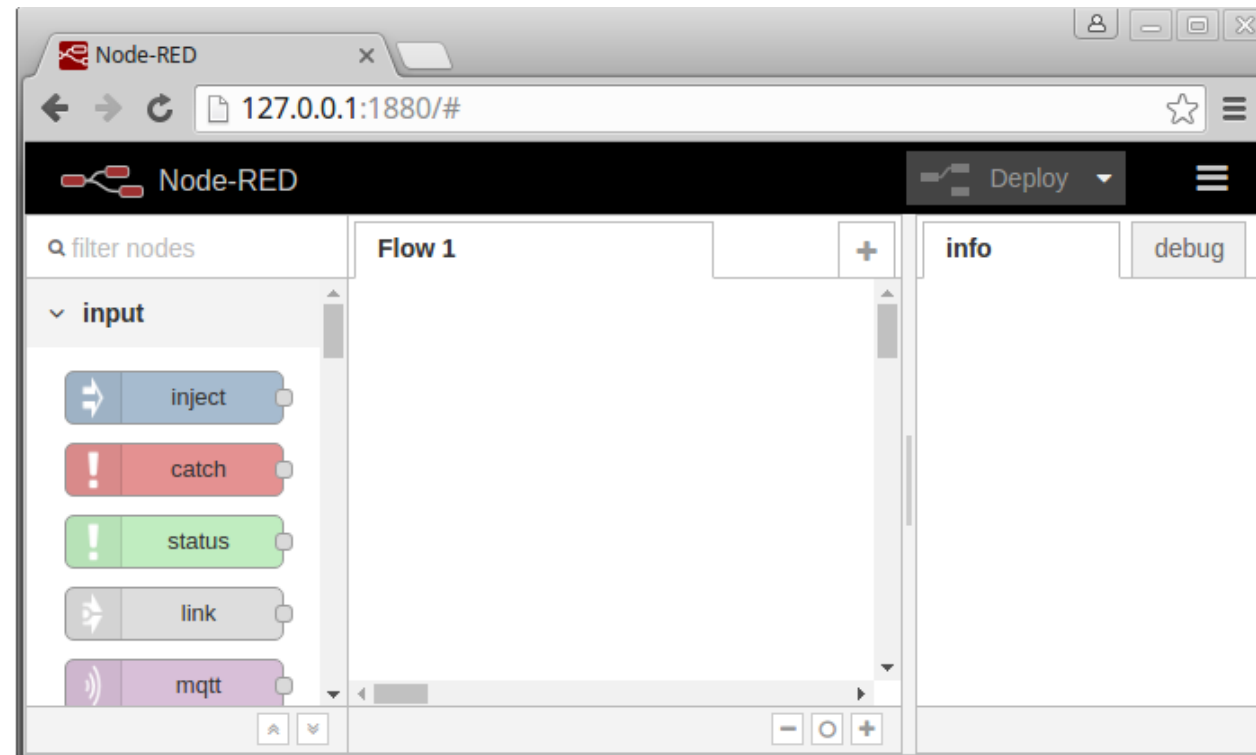 Node-RED
127.0.0.1:1880/#
Node-RED
Deploy
filter nodes
Flow 1
info
debug
input
inject
catch
status
link
mqtt